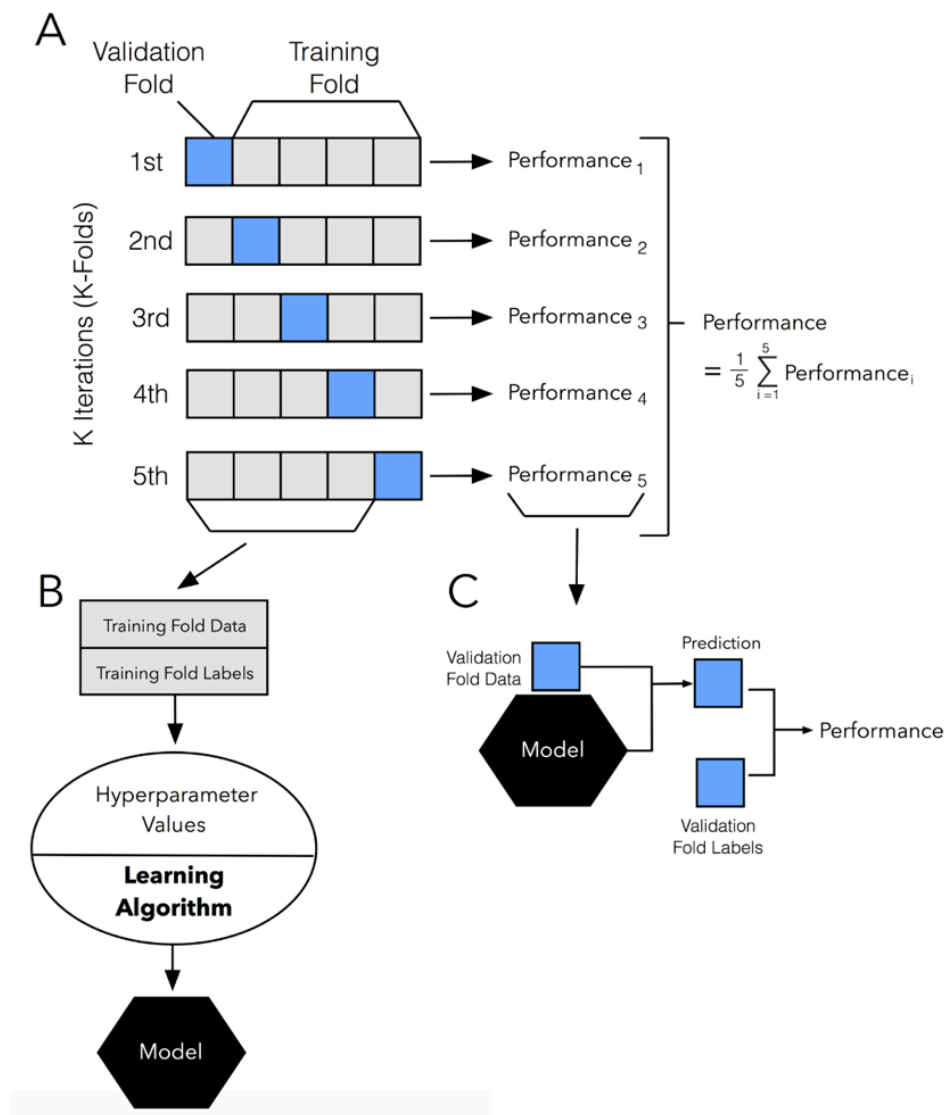 A
Validation
Fold
Training
Fold
K Iterations (K-Folds)
1st
Performance 1
2nd
Performance 2
3rd
Performance 3
4th
Performance 4
5th
Performance 5
Performance
= 1/5 5∑i=1 Performance i
B
Training Fold Data
Training Fold Labels
Hyperparameter
Values
Learning
Algorithm
Model
C
Validation
Fold Data
Model
Prediction
Validation
Fold Labels
Performance